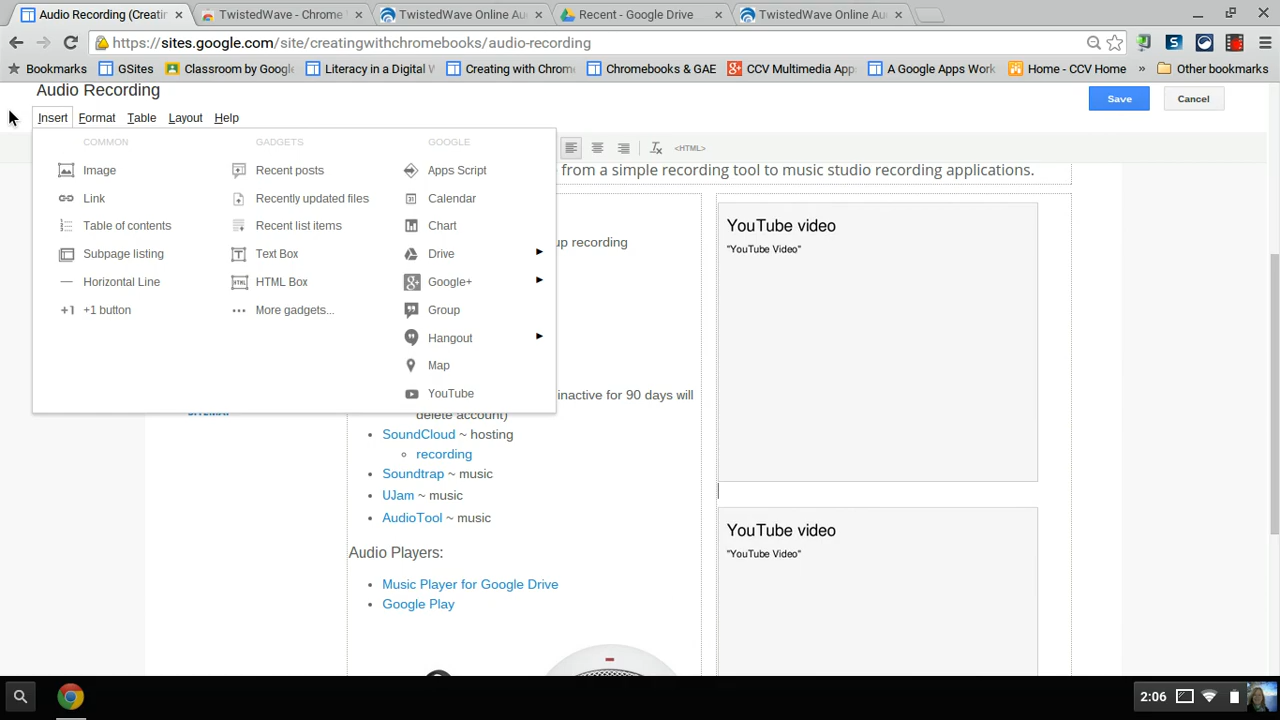 Audio Recording (Creatin
TwistedWave - Chrome
TwistedWave Online Au
Recent - Google Drive
TwistedWave Online Au
https://sites.google.com/site/creatingwithchromebooks/audio-recording
Bookmarks
GSites
Classroom by Google
Literacy in a Digital W
Creating with Chrome
Chromebooks & GAE
CCV Multimedia App
A Google Apps Work
Home - CCV Home
»
Other bookmarks
Audio Recording
Save
Cancel
Insert
Format
Table
Layout
Help
COMMON
GADGETS
GOOGLE
<HTML>
Image
Recent posts
Apps Script
from a simple recording tool to music studio recording applications.
Link
Recently updated files
Calendar
Table of contents
Recent list items
Chart
YouTube video
"YouTube Video"
up recording
Subpage listing
Text Box
Drive
Horizontal Line
HTML Box
Google+
+1 +1 button
More gadgets...
Group
Hangout
Map
YouTube
inactive for 90 days will
delete account)
SITEMAP
SoundCloud ~ hosting
recording
Soundtrap ~ music
UJam ~ music
AudioTool ~ music
YouTube video
"YouTube Video"
Audio Players:
Music Player for Google Drive
Google Play
2:06